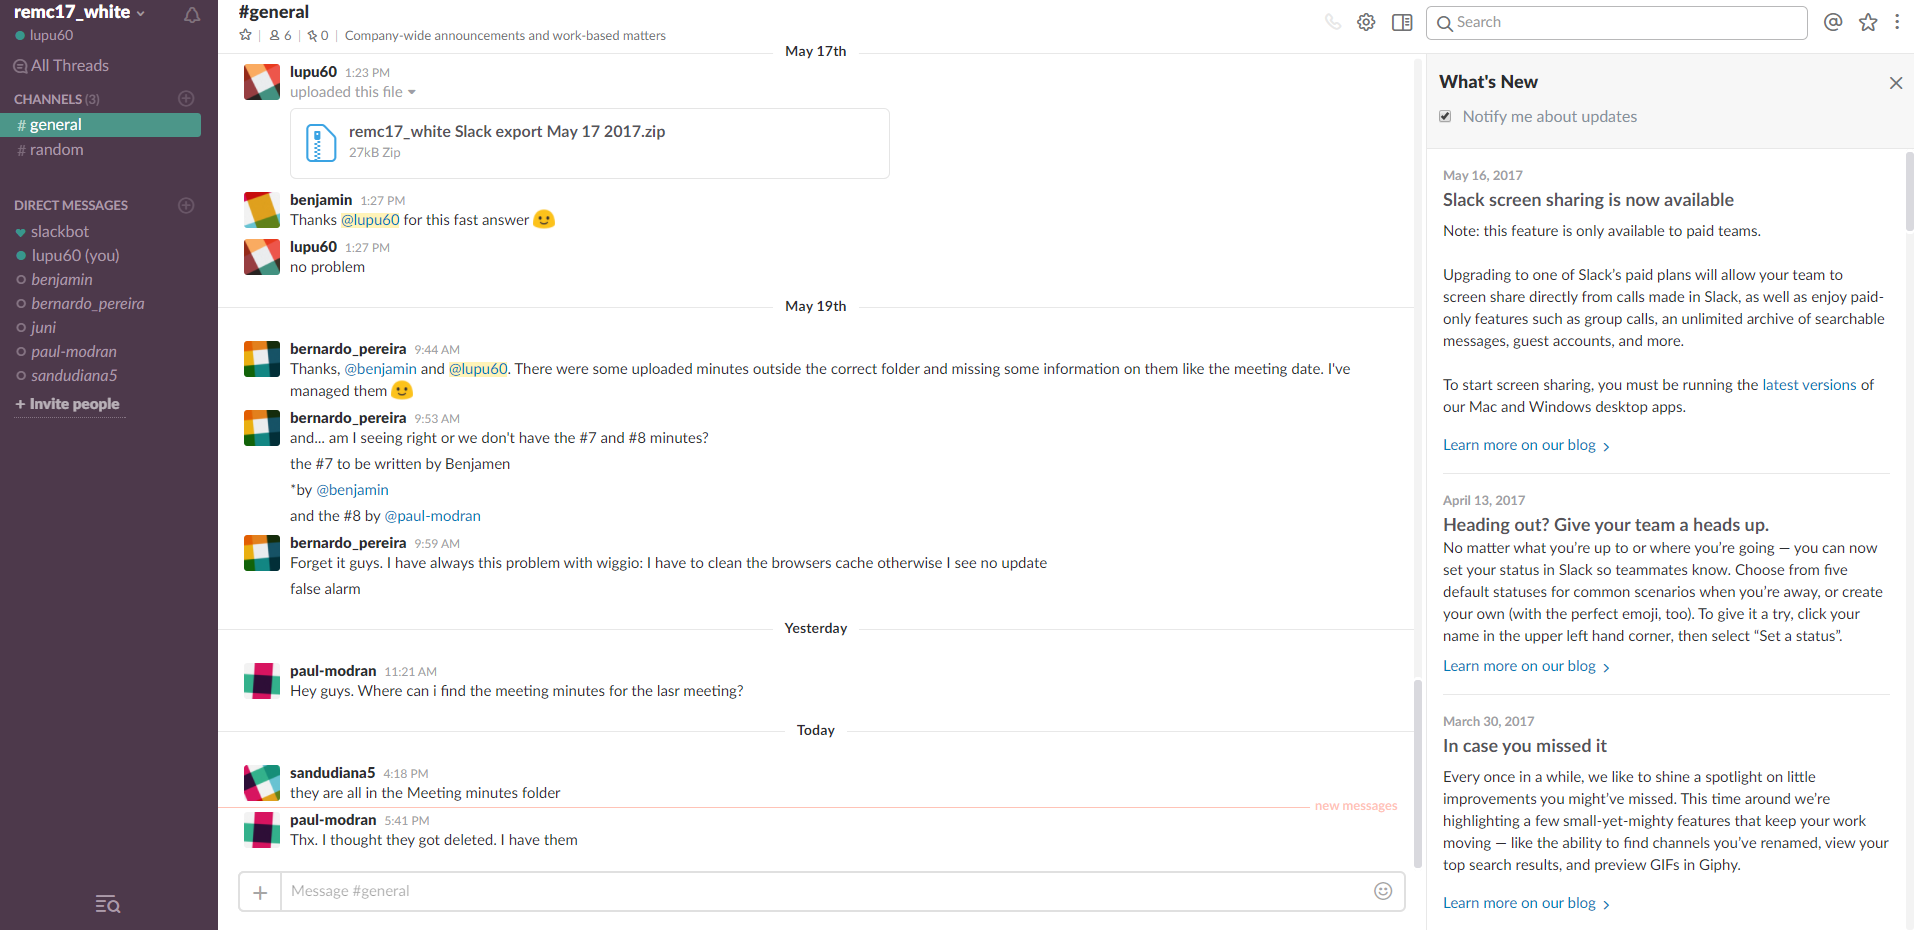 remc17_white
lupu60
All Threads
CHANNELS (3)
# general
# random
DIRECT MESSAGES
slackbot
lupu60 (you)
benjamin
bernardo_pereira
juni
paul-modran
sandudiana5
+ Invite people
#general
6 | 0 | Company-wide announcements and work-based matters
Search
May 17th
lupu60 1:23 PM
uploaded this file
remc17_white Slack export May 17 2017.zip
27kB Zip
benjamin 1:27 PM
Thanks @lupu60 for this fast answer
lupu60 1:27 PM
no problem
May 19th
bernardo_pereira 9:44 AM
Thanks, @benjamin and @lupu60. There were some uploaded minutes outside the correct folder and missing some information on them like the meeting date. I've
managed them
bernardo_pereira 9:53 AM
and... am I seeing right or we don't have the #7 and #8 minutes?
the #7 to be written by Benjamen
*by @benjamin
and the #8 by @paul-modran
bernardo_pereira 9:59 AM
Forget it guys. I have always this problem with wiggio: I have to clean the browsers cache otherwise I see no update
false alarm
Yesterday
paul-modran 11:21 AM
Hey guys. Where can i find the meeting minutes for the lasr meeting?
Today
sandudiana5 4:18 PM
they are all in the Meeting minutes folder
new messages
paul-modran 5:41 PM
Thx. I thought they got deleted. I have them
Message #general
What's New
Notify me about updates
May 16, 2017
Slack screen sharing is now available
Note: this feature is only available to paid teams.
Upgrading to one of Slack's paid plans will allow your team to
screen share directly from calls made in Slack, as well as enjoy paid-
only features such as group calls, an unlimited archive of searchable
messages, guest accounts, and more.
To start screen sharing, you must be running the latest versions of
our Mac and Windows desktop apps.
Learn more on our blog
April 13, 2017
Heading out? Give your team a heads up.
No matter what you're up to or where you're going — you can now
set your status in Slack so teammates know. Choose from five
default statuses for common scenarios when you're away, or create
your own (with the perfect emoji, too). To give it a try, click your
name in the upper left hand corner, then select “Set a status”.
Learn more on our blog
March 30, 2017
In case you missed it
Every once in a while, we like to shine a spotlight on little
improvements you might've missed. This time around we're
highlighting a few small-yet-mighty features that keep your work
moving — like the ability to find channels you've renamed, view your
top search results, and preview GIFs in Giphy.
Learn more on our blog